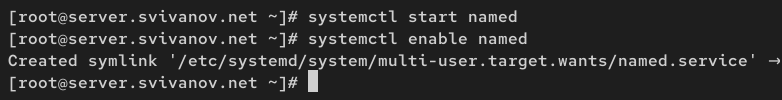 [root@server.svivanov.net ~]# systemctl start named
[root@server.svivanov.net ~]# systemctl enable named
Created symlink '/etc/systemd/system/multi-user.target.wants/named.service' →
[root@server.svivanov.net ~]#